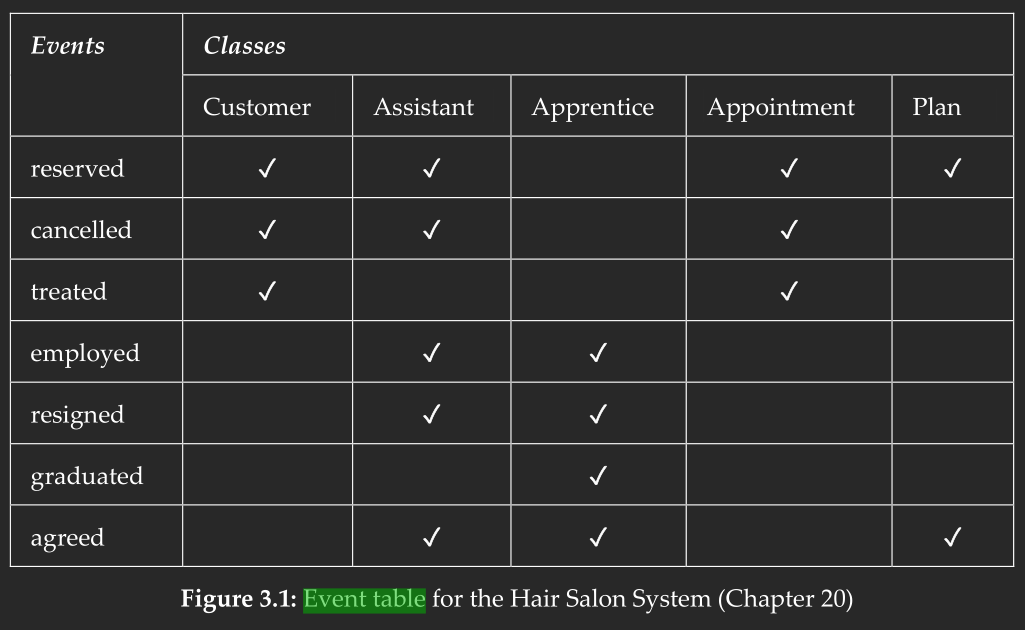 Events Classes
Customer Assistant Apprentice Appointment Plan
reserved ✓ ✓ ✓ ✓
cancelled ✓ ✓ ✓
treated ✓ ✓
employed ✓ ✓
resigned ✓ ✓
graduated ✓
agreed ✓ ✓ ✓
Figure 3.1: Event table for the Hair Salon System (Chapter 20)